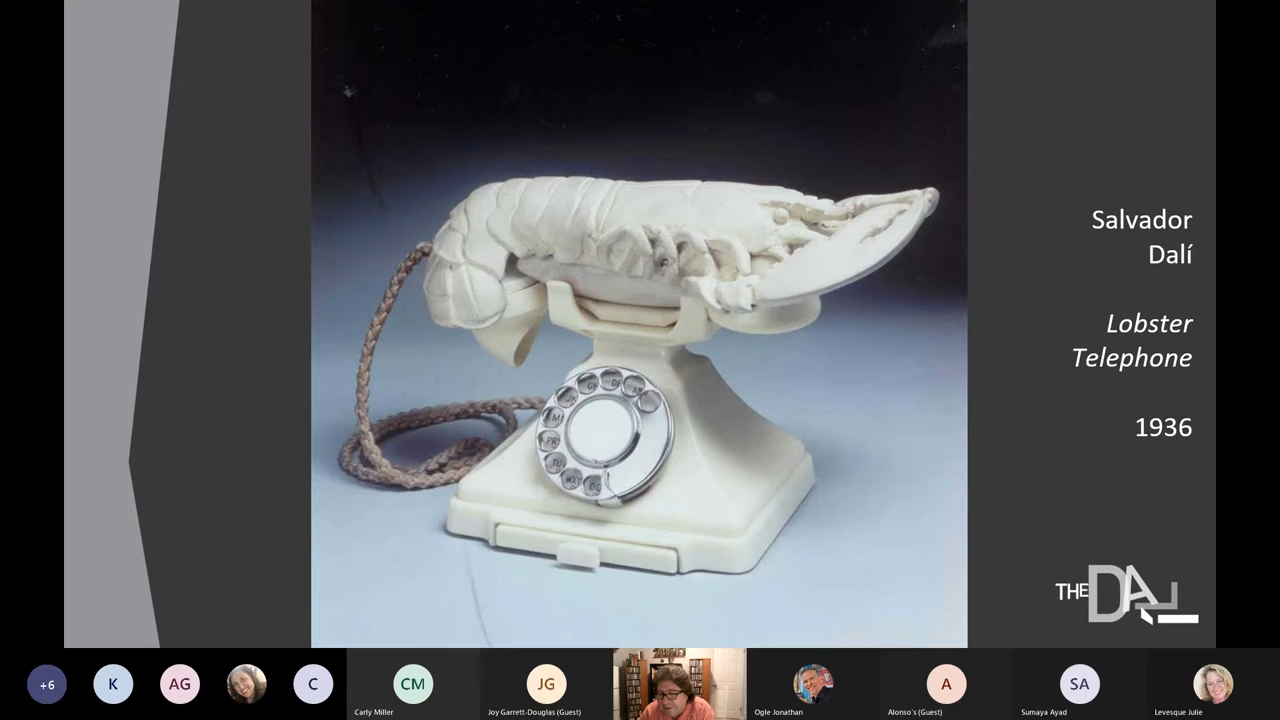 Salvador
Dalí
Lobster
Telephone
1936
THE DALÍ
+6
K
AG
C
CM
Carly Miller
JG
Joy Garrett-Douglas (Guest)
Ogle Jonathan
A
Alonso's (Guest)
SA
Sumaya Ayad
Levesque Julie